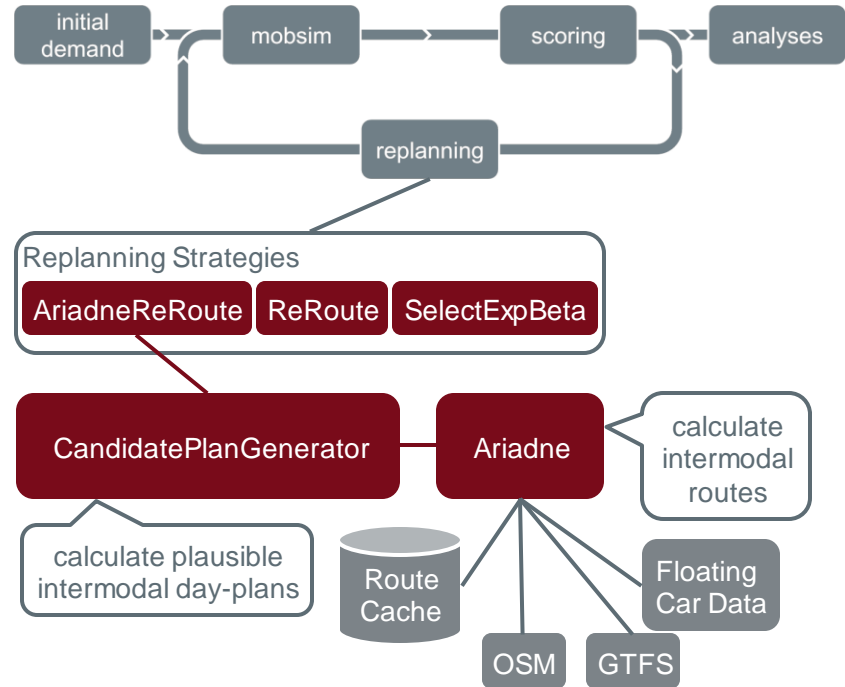 initial
demand
mobsim
scoring
analyses
replanning
Replanning Strategies
AriadneReRoute
ReRoute
SelectExpBeta
CandidatePlanGenerator
Ariadne
calculate
intermodal
routes
calculate plausible
intermodal day-plans
Route
Cache
Floating
Car Data
OSM
GTFS